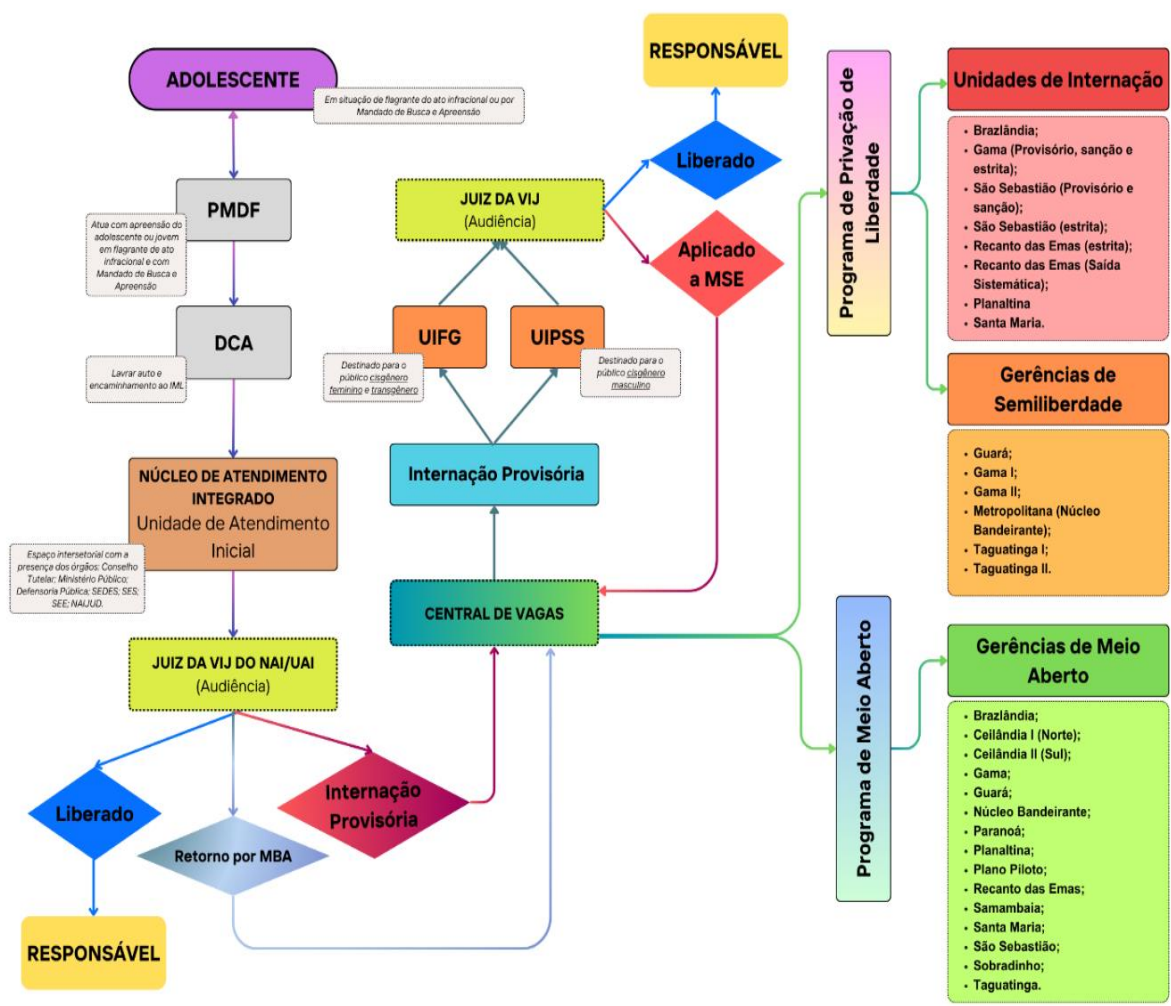 ADOLESCENTE
Em situação de flagrante do ato infracional ou por
Mandado de Busca e Apreensão
PMDF
Atua com apreensão do
adolescente ou jovem
em flagrante de ato
infracional e com
Mandado de Busca e
Apreensão
DCA
Lavrar auto e
encaminhamento ao IML
NÚCLEO DE ATENDIMENTO
INTEGRADO
Unidade de Atendimento
Inicial
Espaço intersetorial com a
presença dos órgãos: Conselho
Tutelar; Ministério Público;
Defensoria Pública; SEDES; SES;
SEE; NAIJUD.
JUIZ DA VIJ DO NAI/UAI
(Audiência)
Liberado
RESPONSÁVEL
Retorno por MBA
Internação
Provisória
CENTRAL DE VAGAS
Internação Provisória
UIFG
Destinado para o
público cisgênero
feminino e transgênero
UIPSS
Destinado para o
público cisgênero
masculino
JUIZ DA VIJ
(Audiência)
Liberado
RESPONSÁVEL
Aplicado
a MSE
Programa de Privação de
Liberdade
Unidades de Internação
• Brazlândia;
• Gama (Provisório, sanção e
estrita);
• São Sebastião (Provisório e
sanção);
• São Sebastião (estrita);
• Recanto das Emas (estrita);
• Recanto das Emas (Saída
Sistemática);
• Planaltina
• Santa Maria.
Gerências de
Semiliberdade
• Guará;
• Gama I;
• Gama II;
• Metropolitana (Núcleo
Bandeirante);
• Taguatinga I;
• Taguatinga II.
Programa de Meio Aberto
Gerências de Meio
Aberto
• Brazlândia;
• Ceilândia I (Norte);
• Ceilândia II (Sul);
• Gama;
• Guará;
• Núcleo Bandeirante;
• Paranoá;
• Planaltina;
• Plano Piloto;
• Recanto das Emas;
• Samambaia;
• Santa Maria;
• São Sebastião;
• Sobradinho;
• Taguatinga.